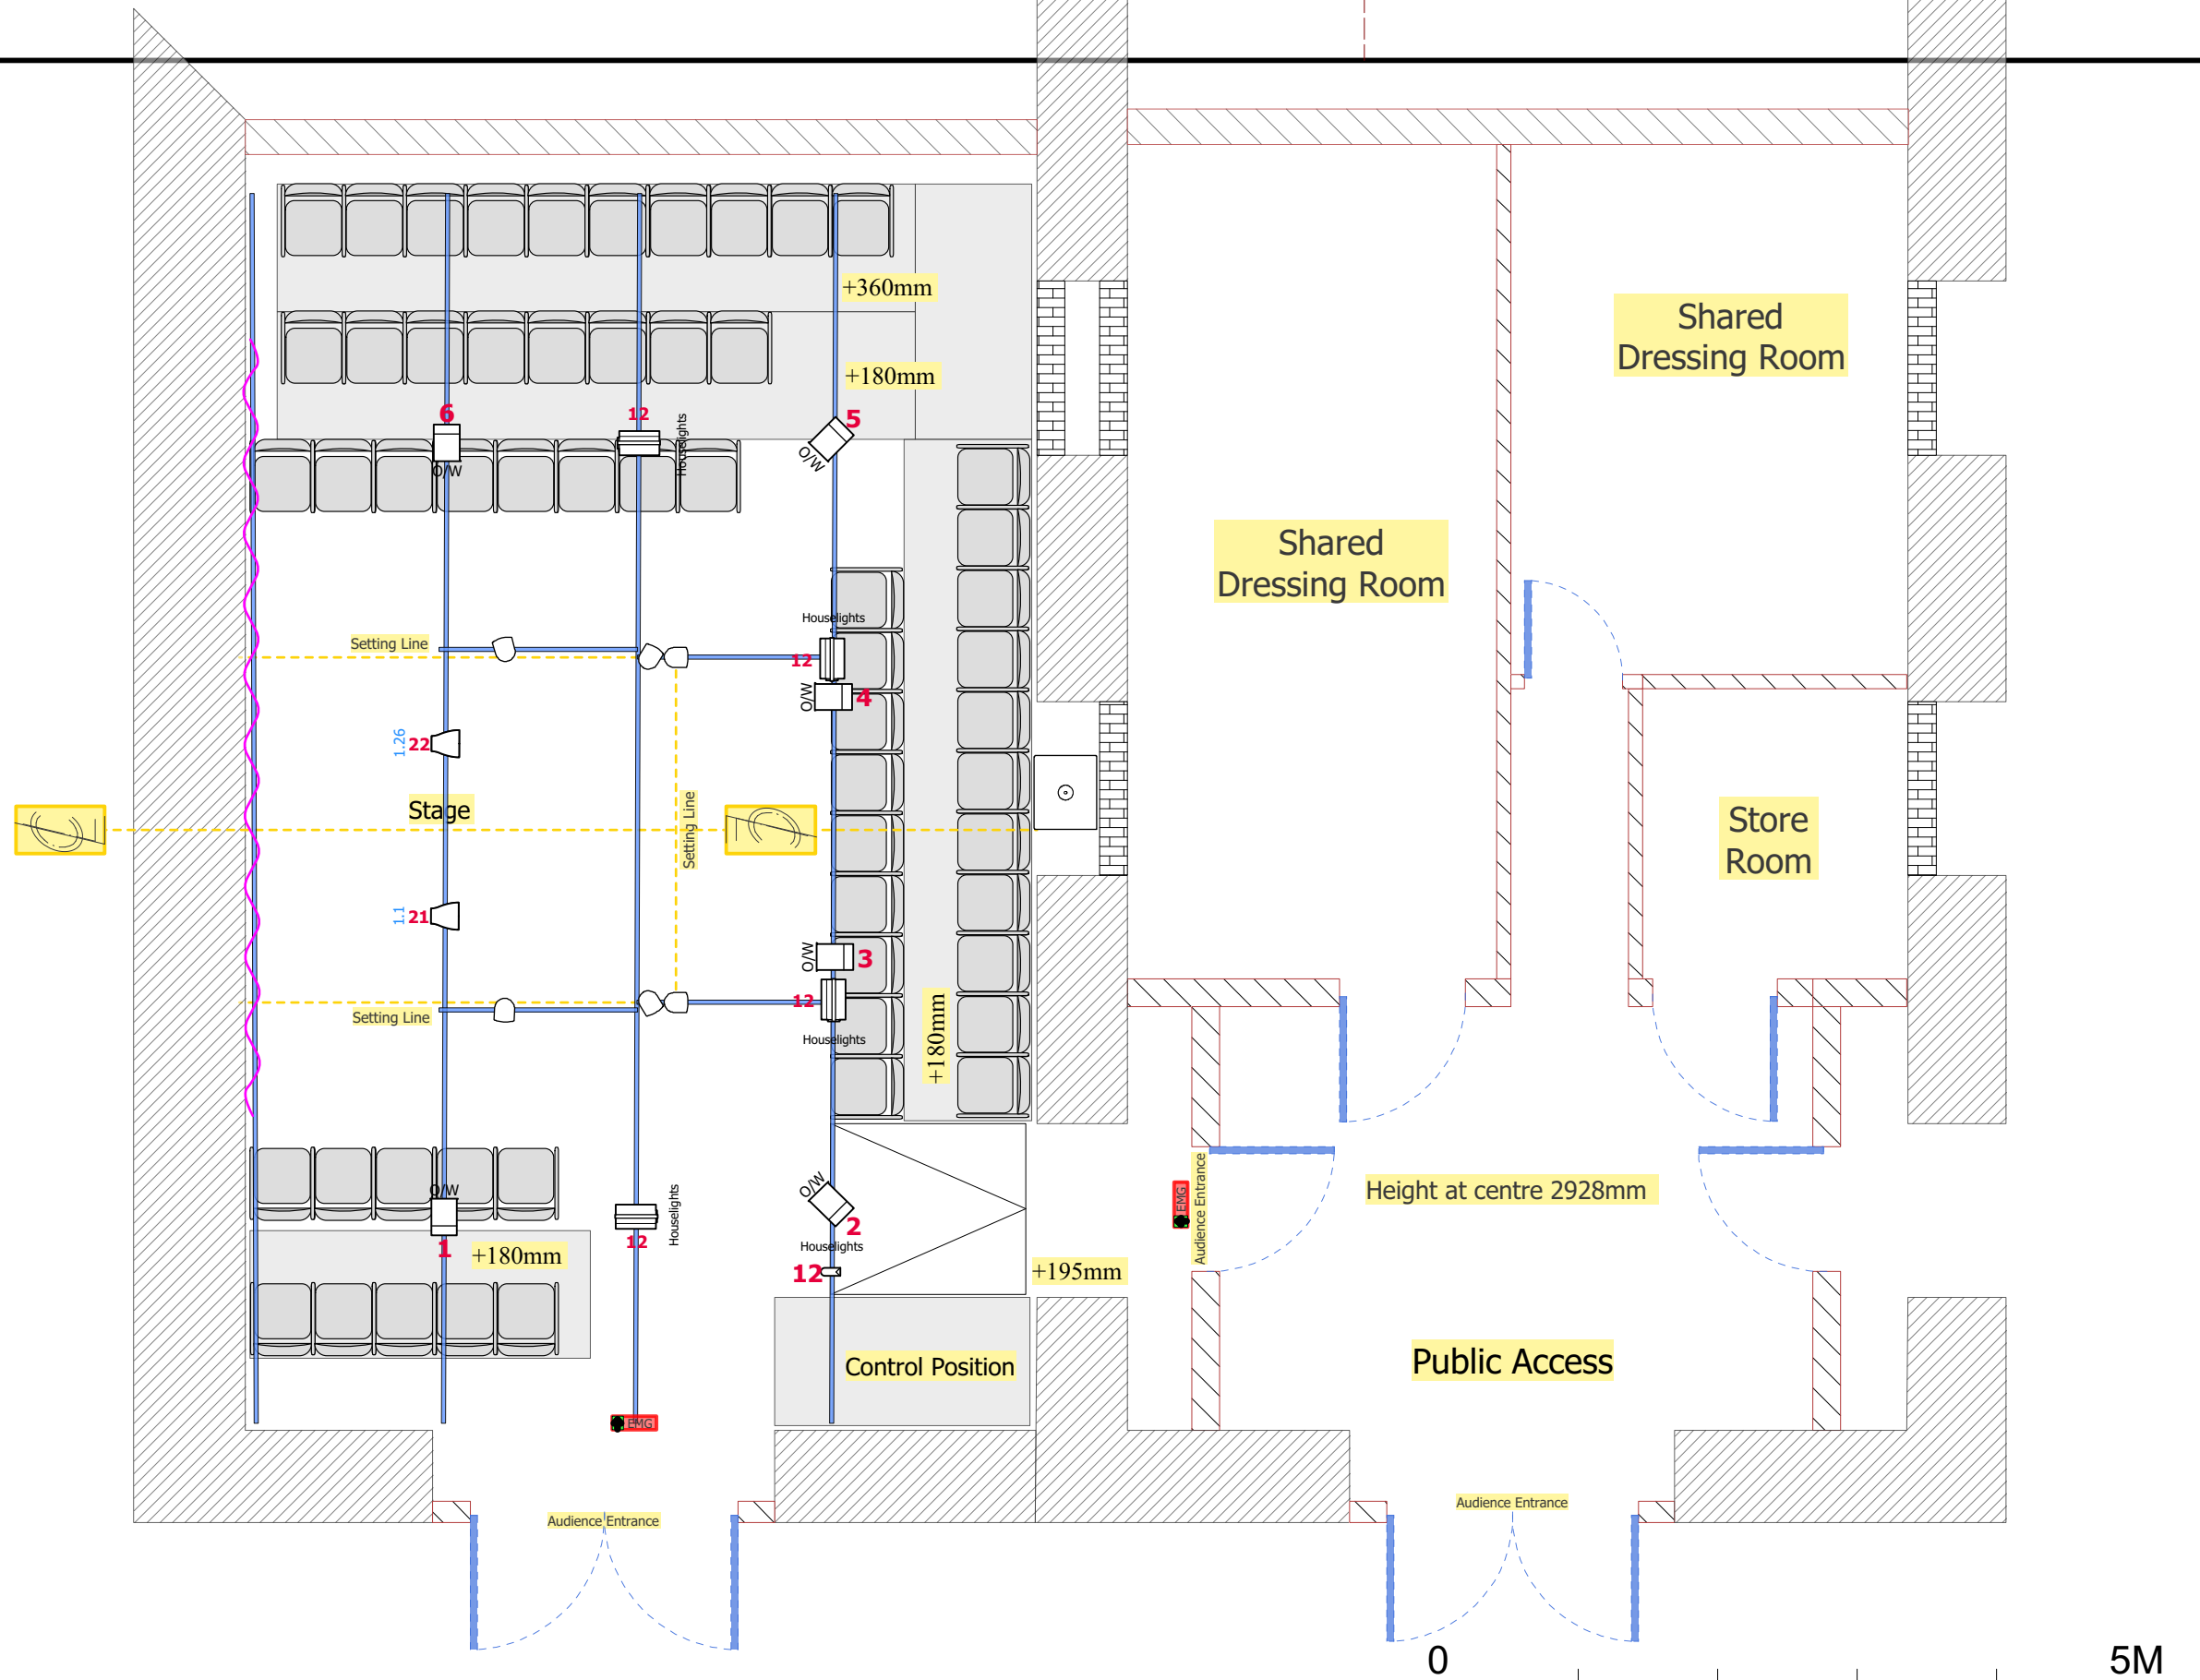 +360mm
Shared
Dressing Room
+180mm
6
O/W
12
Houselights
5
O/W
Shared
Dressing Room
Houselights
Setting Line
12
O/W
4
1.26
22
Stage
Setting Line
Store
Room
1.1
21
O/W
3
12
Setting Line
Houselights
+180mm
O/W
1
+180mm
Houselights
12
O/W
2
Houselights
12
EMG
Audience Entrance
Height at centre 2928mm
+195mm
Control Position
Public Access
EMG
Audience Entrance
Audience Entrance
0
5M